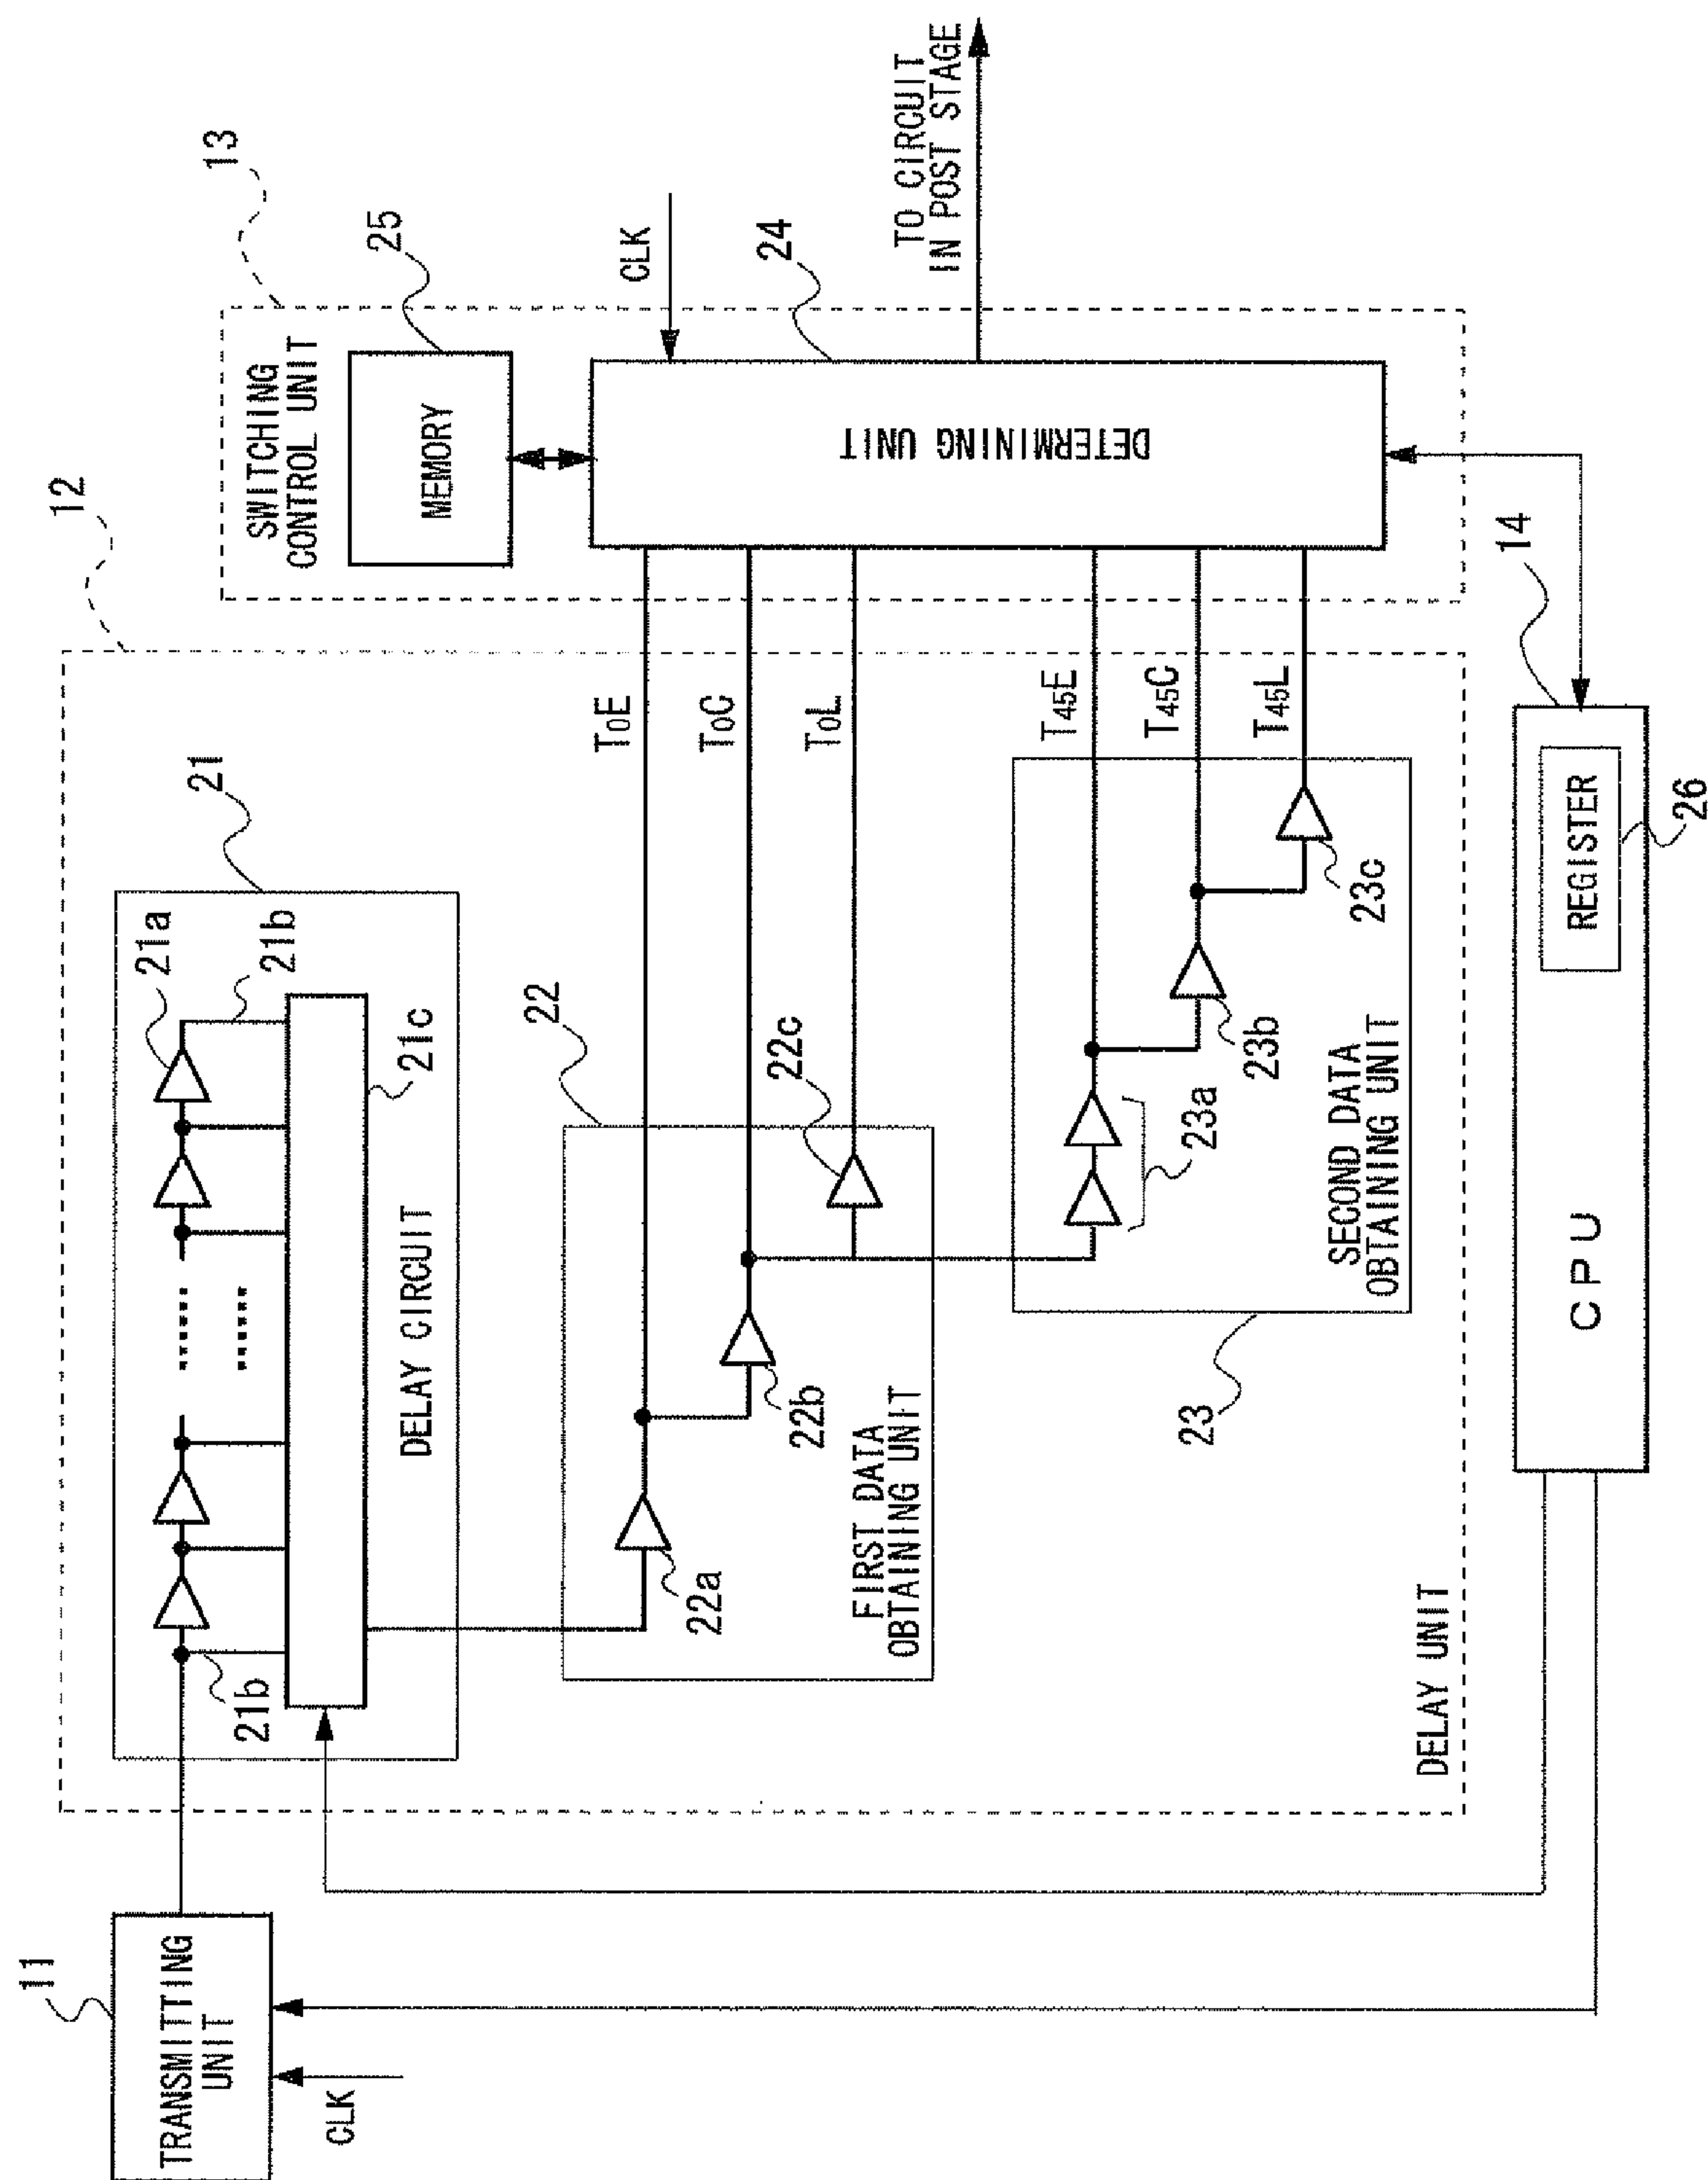 11
TRANSMITTING
UNIT
CLK
12
DELAY UNIT
21
21a
21b
21b
21c
DELAY CIRCUIT
22
22a
22b
22c
FIRST DATA
OBTAINING UNIT
23
23a
23b
23c
SECOND DATA
OBTAINING UNIT
T0E
T0C
T0L
T45E
T45C
T45L
13
SWITCHING
CONTROL UNIT
25
MEMORY
CLK
24
DETERMINING UNIT
TO CIRCUIT
IN POST STAGE
14
CPU
REGISTER
26